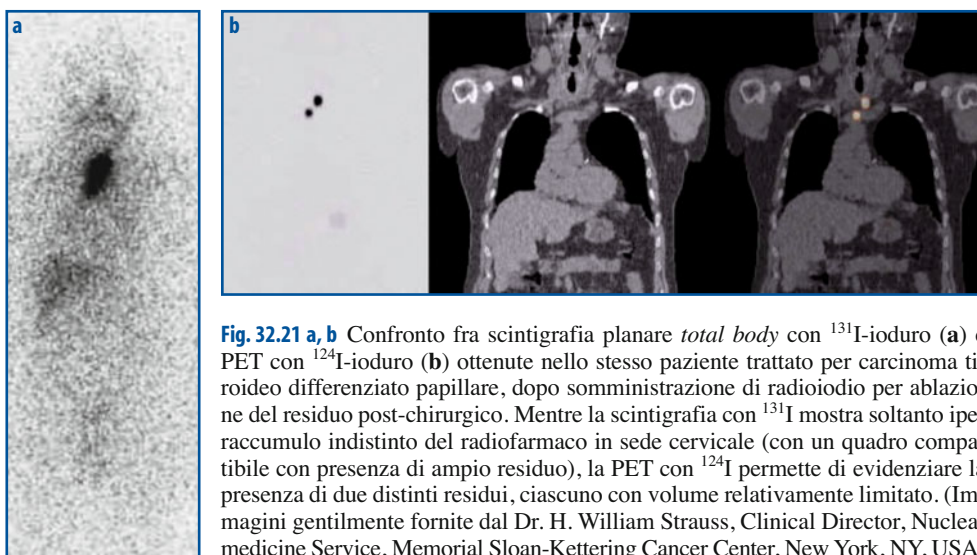 a
b
Fig. 32.21 a, b Confronto fra scintigrafia planare total body con ¹³¹I-ioduro (a)
PET con ¹²⁴I-ioduro (b) ottenute nello stesso paziente trattato per carcinoma ti
roideo differenziato papillare, dopo somministrazione di radioiodio per ablazio
ne del residuo post-chirurgico. Mentre la scintigrafia con ¹³¹I mostra soltanto ipe
raccumulo indistinto del radiofarmaco in sede cervicale (con un quadro compa
tibile con presenza di ampio residuo), la PET con ¹²⁴I permette di evidenziare la
presenza di due distinti residui, ciascuno con volume relativamente limitato. (Im
magini gentilmente fornite dal Dr. H. William Strauss, Clinical Director, Nuclea
medicine Service, Memorial Sloan-Kettering Cancer Center, New York, NY, USA